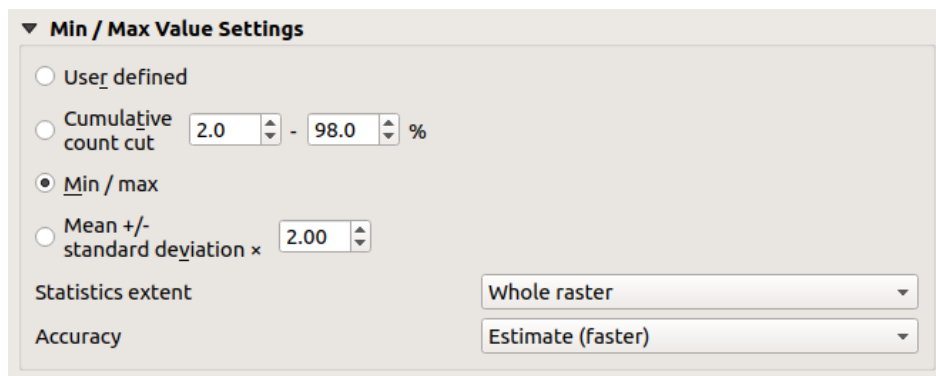 Min / Max Value Settings
User defined
Cumulative
count cut 2.0 - 98.0 %
Min / max
Mean +/-
standard deviation × 2.00
Statistics extent Whole raster
Accuracy Estimate (faster)